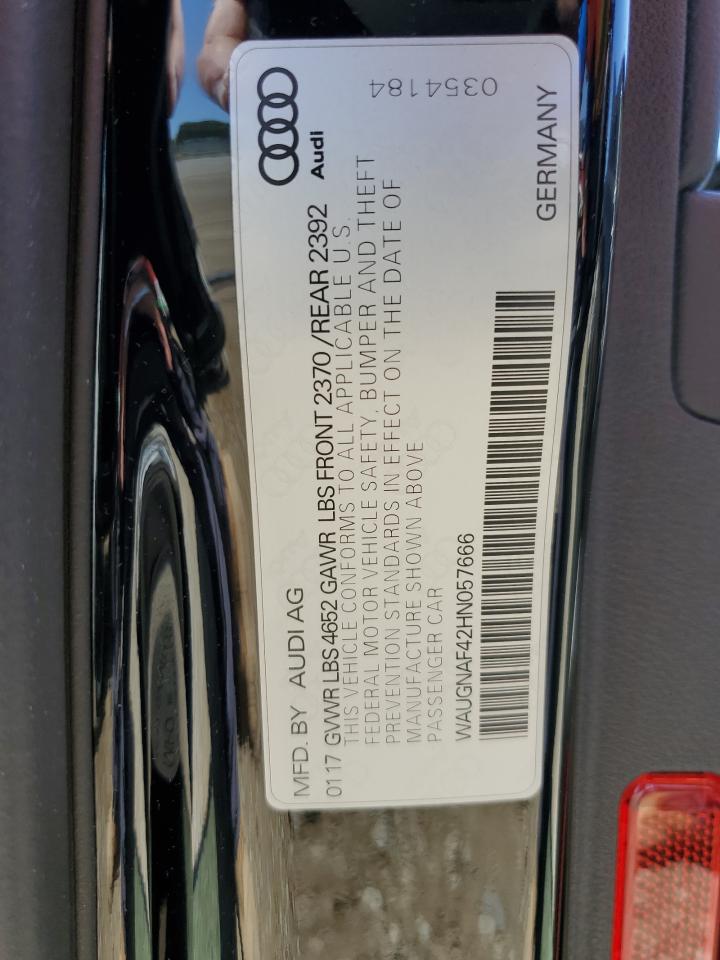 MFD. BY AUDI AG
0117 GVWR LBS 4652 GAWR LBS FRONT 2370 /REAR 2392
THIS VEHICLE CONFORMS TO ALL APPLICABLE U.S.
FEDERAL MOTOR VEHICLE SAFETY, BUMPER AND THEFT
PREVENTION STANDARDS IN EFFECT ON THE DATE OF
MANUFACTURE SHOWN ABOVE
PASSENGER CAR
WAUGNAF42HN057666
Audi
GERMANY
0354184